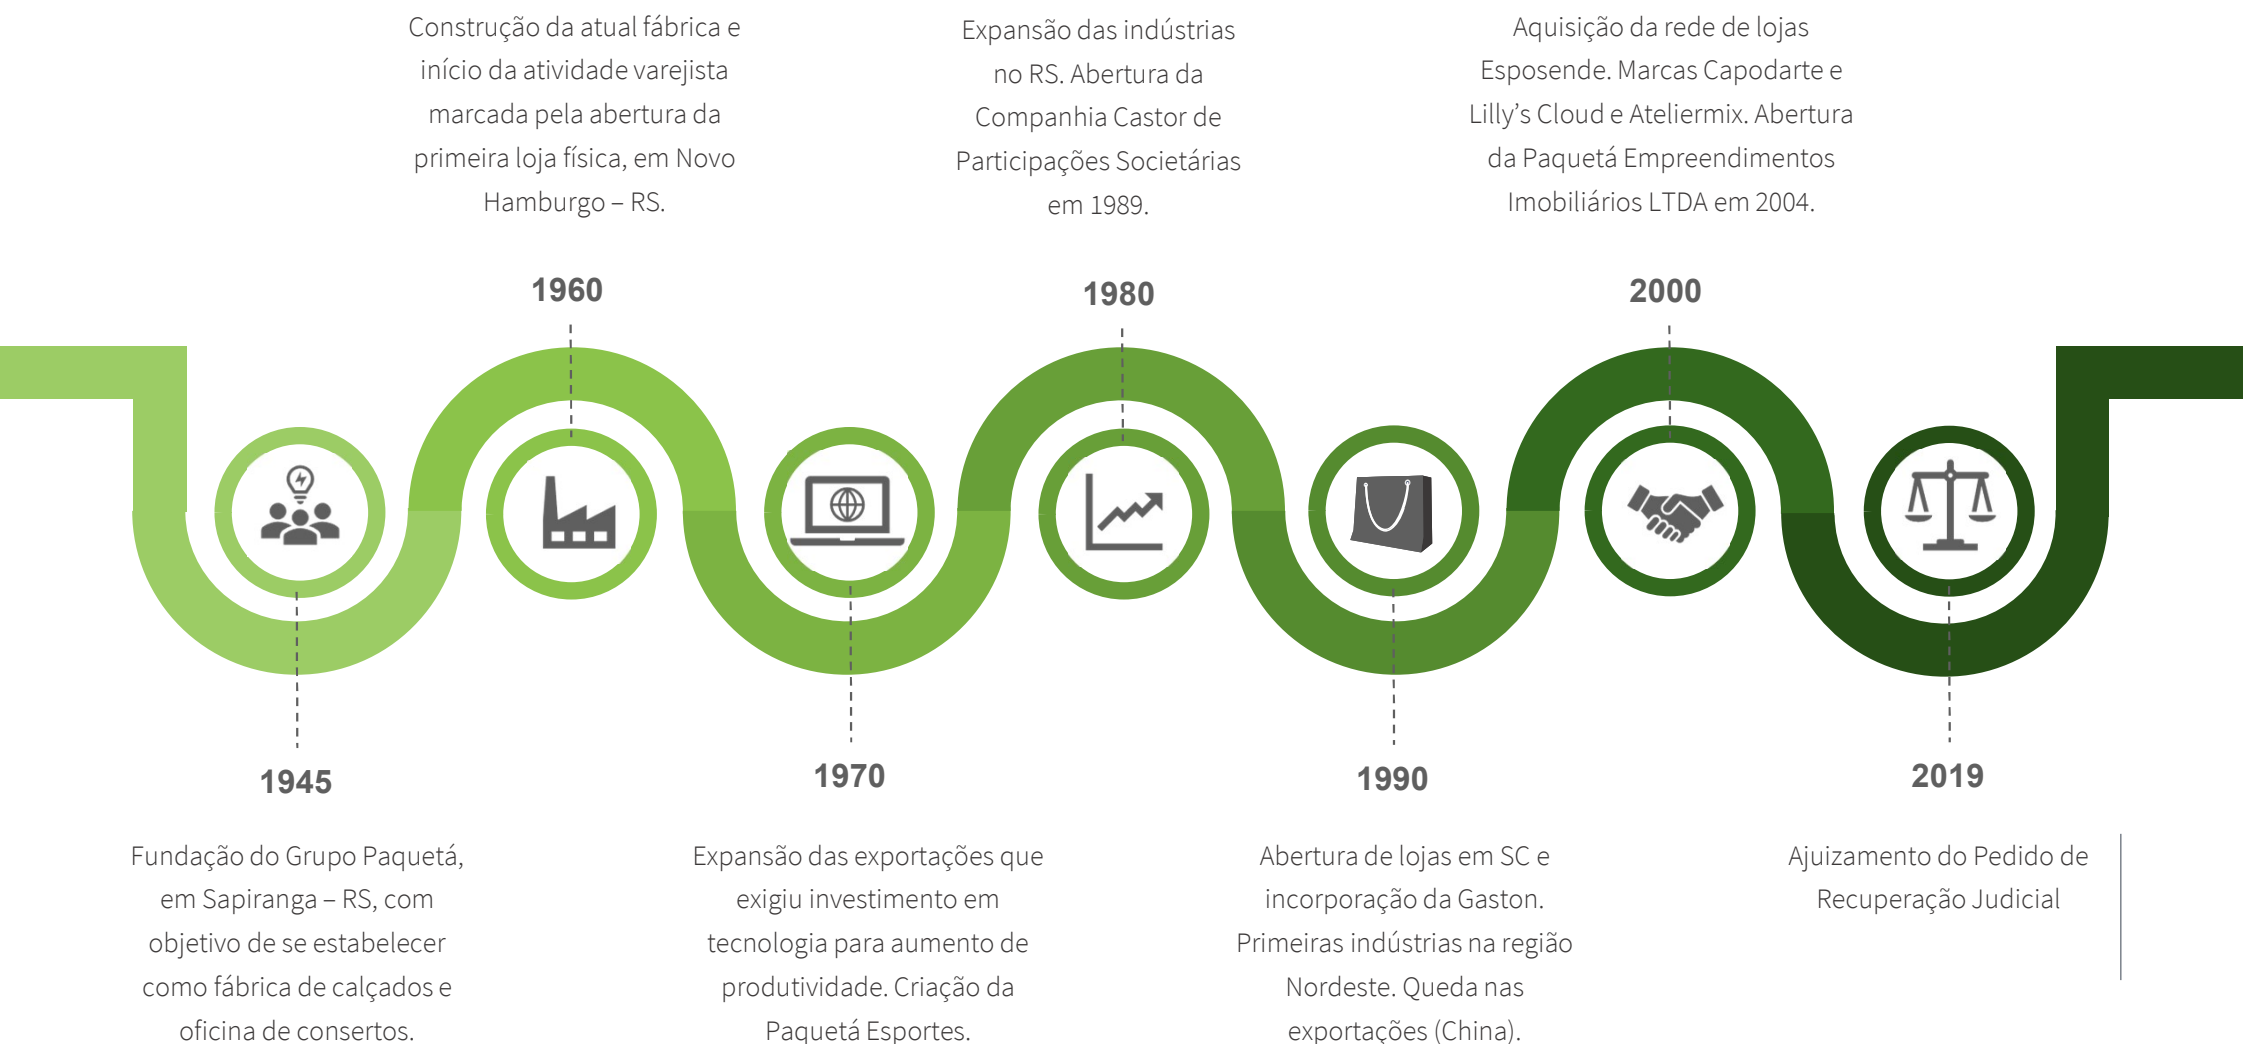 Construção da atual fábrica e
início da atividade varejista
marcada pela abertura da
primeira loja física, em Novo
Hamburgo – RS.
Expansão das indústrias
no RS. Abertura da
Companhia Castor de
Participações Societárias
em 1989.
Aquisição da rede de lojas
Esposende. Marcas Capodarte e
Lilly’s Cloud e Ateliermix. Abertura
da Paquetá Empreendimentos
Imobiliários LTDA em 2004.
1960
1980
2000
1945
1970
1990
2019
Fundação do Grupo Paquetá,
em Sapiranga – RS, com
objetivo de se estabelecer
como fábrica de calçados e
oficina de consertos.
Expansão das exportações que
exigiu investimento em
tecnologia para aumento de
produtividade. Criação da
Paquetá Esportes.
Abertura de lojas em SC e
incorporação da Gaston.
Primeiras indústrias na região
Nordeste. Queda nas
exportações (China).
Ajuizamento do Pedido de
Recuperação Judicial